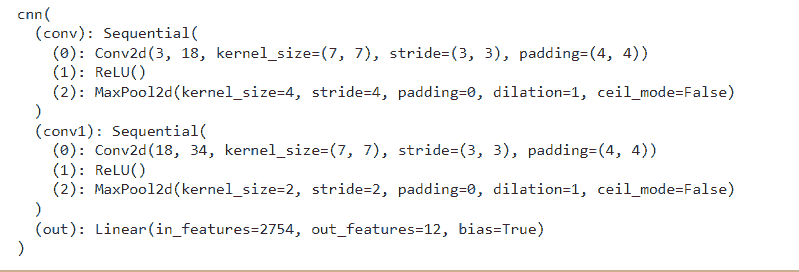 cnn(
  (conv): Sequential(
    (0): Conv2d(3, 18, kernel_size=(7, 7), stride=(3, 3), padding=(4, 4))
    (1): ReLU()
    (2): MaxPool2d(kernel_size=4, stride=4, padding=0, dilation=1, ceil_mode=False)
  )
  (conv1): Sequential(
    (0): Conv2d(18, 34, kernel_size=(7, 7), stride=(3, 3), padding=(4, 4))
    (1): ReLU()
    (2): MaxPool2d(kernel_size=2, stride=2, padding=0, dilation=1, ceil_mode=False)
  )
  (out): Linear(in_features=2754, out_features=12, bias=True)
)